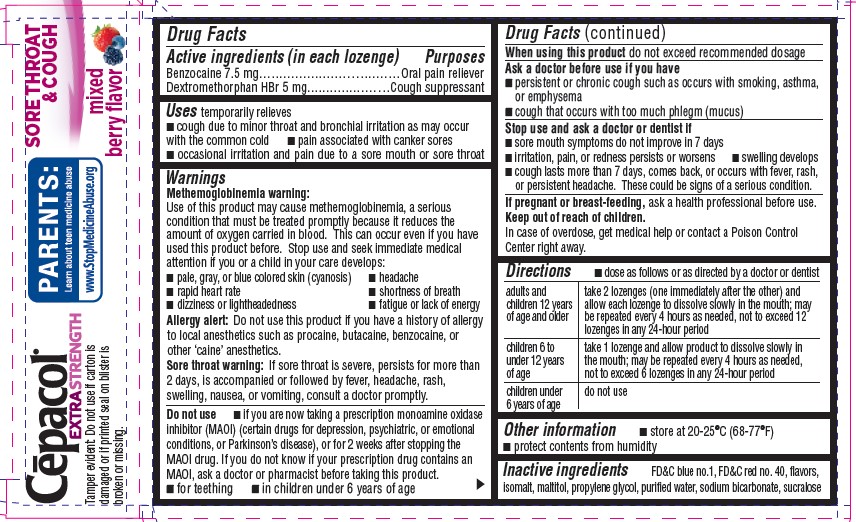 Cēpacol®
EXTRA STRENGTH
SORE THROAT
& COUGH
mixed
berry flavor
PARENTS:
Learn about teen medicine abuse
www.StopMedicineAbuse.org
Tamper evident: Do not use if carton is
damaged or if printed seal on blister is
broken or missing.
Drug Facts
Active ingredients (in each lozenge) Purposes
Benzocaine 7.5 mg..................................Oral pain reliever
Dextromethorphan HBr 5 mg....................Cough suppressant
Uses temporarily relieves
■ cough due to minor throat and bronchial irritation as may occur
with the common cold ■ pain associated with canker sores
■ occasional irritation and pain due to a sore mouth or sore throat
Warnings
Methemoglobinemia warning:
Use of this product may cause methemoglobinemia, a serious
condition that must be treated promptly because it reduces the
amount of oxygen carried in blood. This can occur even if you have
used this product before. Stop use and seek immediate medical
attention if you or a child in your care develops:
■ pale, gray, or blue colored skin (cyanosis) ■ headache
■ rapid heart rate ■ shortness of breath
■ dizziness or lightheadedness ■ fatigue or lack of energy
Allergy alert: Do not use this product if you have a history of allergy
to local anesthetics such as procaine, butacaine, benzocaine, or
other ‘caine’ anesthetics.
Sore throat warning: If sore throat is severe, persists for more than
2 days, is accompanied or followed by fever, headache, rash,
swelling, nausea, or vomiting, consult a doctor promptly.
Do not use ■ if you are now taking a prescription monoamine oxidase
inhibitor (MAOI) (certain drugs for depression, psychiatric, or emotional
conditions, or Parkinson's disease), or for 2 weeks after stopping the
MAOI drug. If you do not know if your prescription drug contains an
MAOI, ask a doctor or pharmacist before taking this product.
■ for teething ■ in children under 6 years of age
Drug Facts (continued)
When using this product do not exceed recommended dosage
Ask a doctor before use if you have
■ persistent or chronic cough such as occurs with smoking, asthma,
or emphysema
■ cough that occurs with too much phlegm (mucus)
Stop use and ask a doctor or dentist if
■ sore mouth symptoms do not improve in 7 days
■ irritation, pain, or redness persists or worsens ■ swelling develops
■ cough lasts more than 7 days, comes back, or occurs with fever, rash,
or persistent headache. These could be signs of a serious condition.
If pregnant or breast-feeding, ask a health professional before use.
Keep out of reach of children.
In case of overdose, get medical help or contact a Poison Control
Center right away.
Directions ■ dose as follows or as directed by a doctor or dentist
adults and
children 12 years
of age and older
take 2 lozenges (one immediately after the other) and
allow each lozenge to dissolve slowly in the mouth; may
be repeated every 4 hours as needed, not to exceed 12
lozenges in any 24-hour period
children 6 to
under 12 years
of age
take 1 lozenge and allow product to dissolve slowly in
the mouth; may be repeated every 4 hours as needed,
not to exceed 6 lozenges in any 24-hour period
children under
6 years of age
do not use
Other information ■ store at 20-25°C (68-77°F)
■ protect contents from humidity
Inactive ingredients FD&C blue no.1, FD&C red no. 40, flavors,
isomalt, maltitol, propylene glycol, purified water, sodium bicarbonate, sucralose